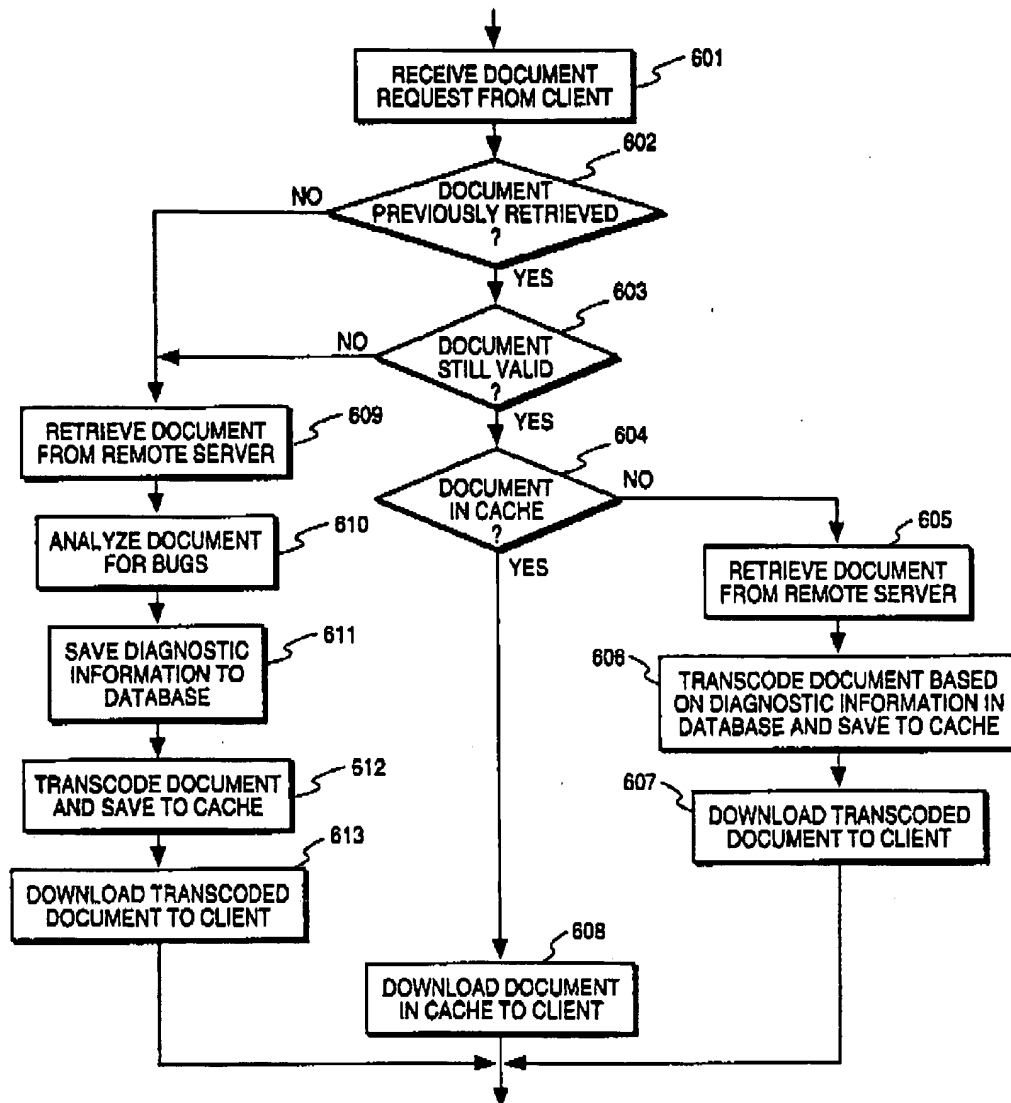 601
RECEIVE DOCUMENT
REQUEST FROM CLIENT
602
NO
DOCUMENT
PREVIOUSLY RETRIEVED
?
YES
603
NO
DOCUMENT
STILL VALID
?
YES
609
RETRIEVE DOCUMENT
FROM REMOTE SERVER
604
DOCUMENT
IN CACHE
?
NO
YES
610
ANALYZE DOCUMENT
FOR BUGS
605
RETRIEVE DOCUMENT
FROM REMOTE SERVER
611
SAVE DIAGNOSTIC
INFORMATION TO
DATABASE
606
TRANSCODE DOCUMENT BASED
ON DIAGNOSTIC INFORMATION IN
DATABASE AND SAVE TO CACHE
612
TRANSCODE DOCUMENT
AND SAVE TO CACHE
607
DOWNLOAD TRANSCODED
DOCUMENT TO CLIENT
613
DOWNLOAD TRANSCODED
DOCUMENT TO CLIENT
608
DOWNLOAD DOCUMENT
IN CACHE TO CLIENT